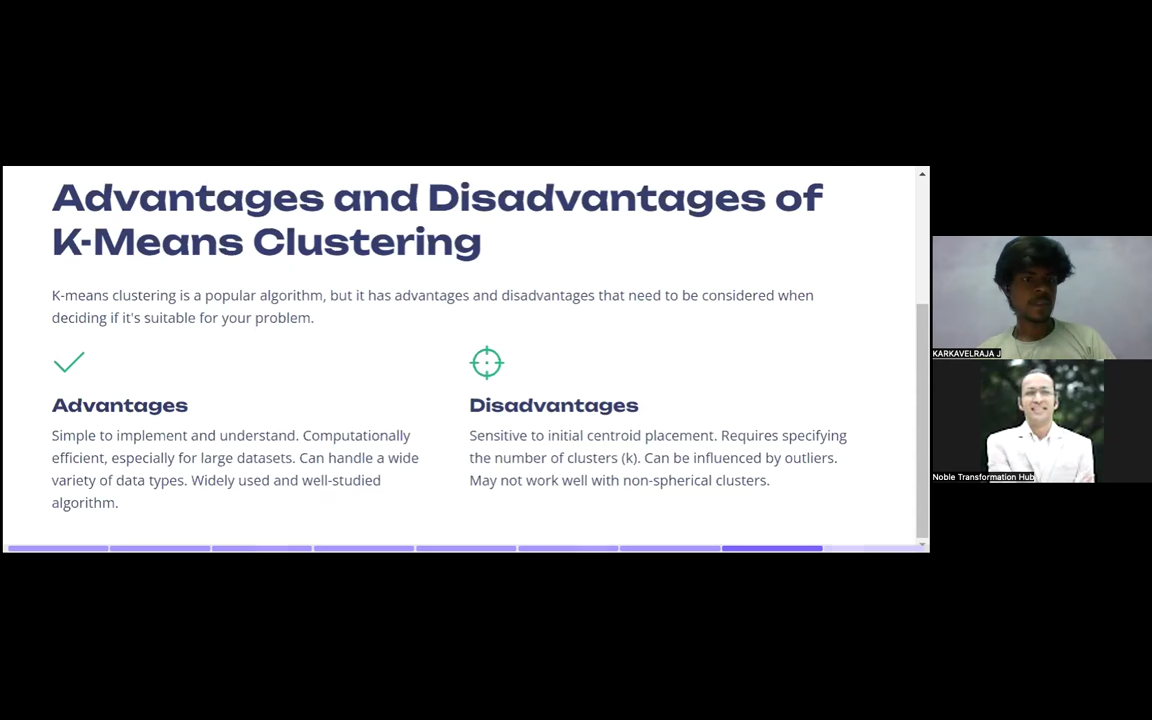 Advantages and Disadvantages of
K-Means Clustering
K-means clustering is a popular algorithm, but it has advantages and disadvantages that need to be considered when
deciding if it's suitable for your problem.
Advantages
Simple to implement and understand. Computationally
efficient, especially for large datasets. Can handle a wide
variety of data types. Widely used and well-studied
algorithm.
Disadvantages
Sensitive to initial centroid placement. Requires specifying
the number of clusters (k). Can be influenced by outliers.
May not work well with non-spherical clusters.
KARKAVELRAJA J
Noble Transformation Hub